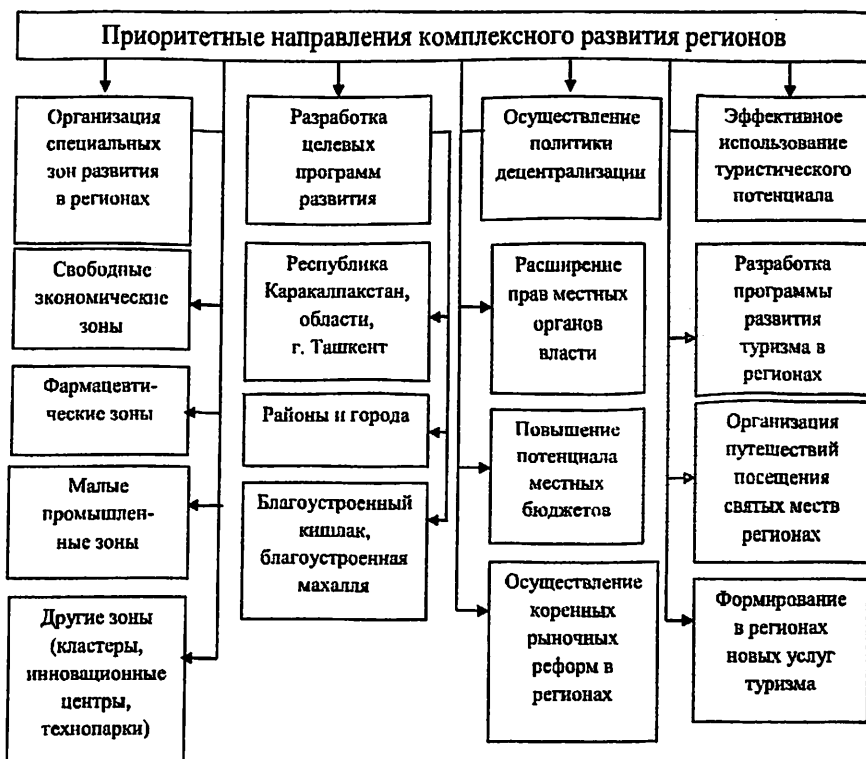 Приоритетные направления комплексного развития регионов
Организация
специальных
зон развития
в регионах
Свободные
экономические
зоны
Фармацевти-
ческие зоны
Малые
промышлен-
ные зоны
Другие зоны
(кластеры,
инновационные
центры,
технопарки)
Разработка
целевых
программ
развития
Республика
Каракалпакстан,
области,
г. Ташкент
Районы и города
Благоустроенный
кишлак,
благоустроенная
махалля
Осуществление
политики
децентрализации
Расширение
прав местных
органов
власти
Повышение
потенциала
местных
бюджетов
Осуществление
коренных
рыночных
реформ в
регионах
Эффективное
использование
туристического
потенциала
Разработка
программы
развития
туризма в
регионах
Организация
путешествий
посещения
святых мест
регионах
Формирование
в регионах
новых услуг
туризма